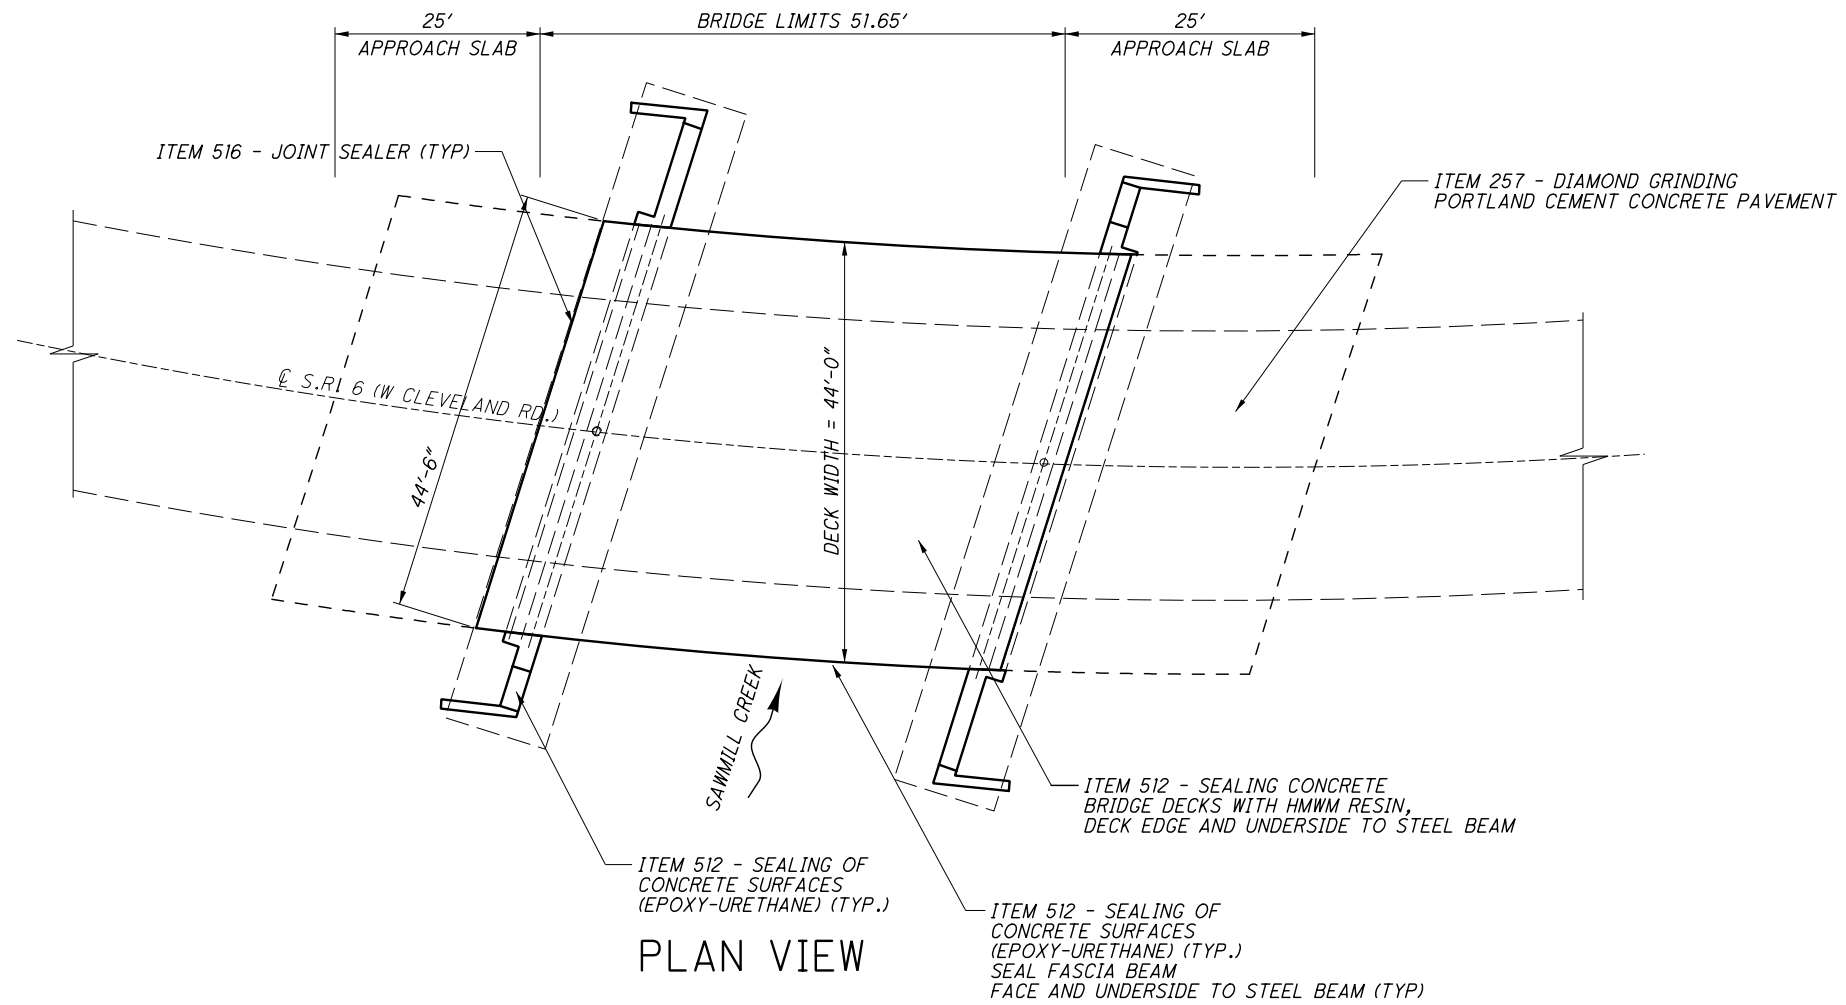 25'
APPROACH SLAB
BRIDGE LIMITS 51.65'
25'
APPROACH SLAB
ITEM 516 - JOINT SEALER (TYP)
ITEM 257 - DIAMOND GRINDING
PORTLAND CEMENT CONCRETE PAVEMENT
℄ S.R. 6 (W CLEVELAND RD.)
44'-6"
DECK WIDTH = 44'-0"
SAWMILL CREEK
ITEM 512 - SEALING CONCRETE
BRIDGE DECKS WITH HMWM RESIN,
DECK EDGE AND UNDERSIDE TO STEEL BEAM
ITEM 512 - SEALING OF
CONCRETE SURFACES
(EPOXY-URETHANE) (TYP.)
ITEM 512 - SEALING OF
CONCRETE SURFACES
(EPOXY-URETHANE) (TYP.)
SEAL FASCIA BEAM
FACE AND UNDERSIDE TO STEEL BEAM (TYP)
PLAN VIEW